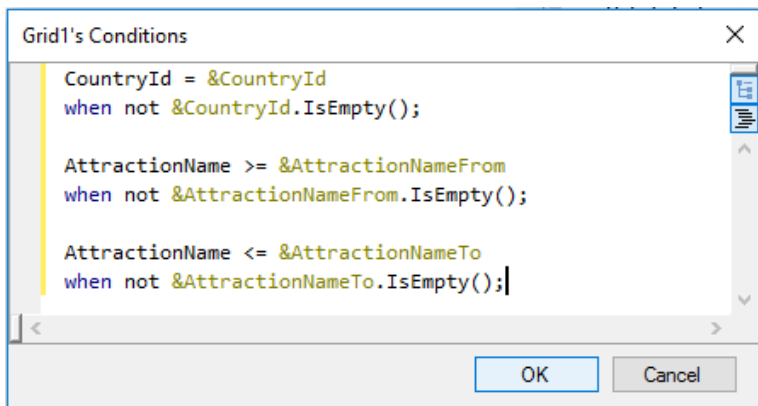 Grid1's Conditions
CountryId = &CountryId
when not &CountryId.IsEmpty();
AttractionName >= &AttractionNameFrom
when not &AttractionNameFrom.IsEmpty();
AttractionName <= &AttractionNameTo
when not &AttractionNameTo.IsEmpty();
OK Cancel